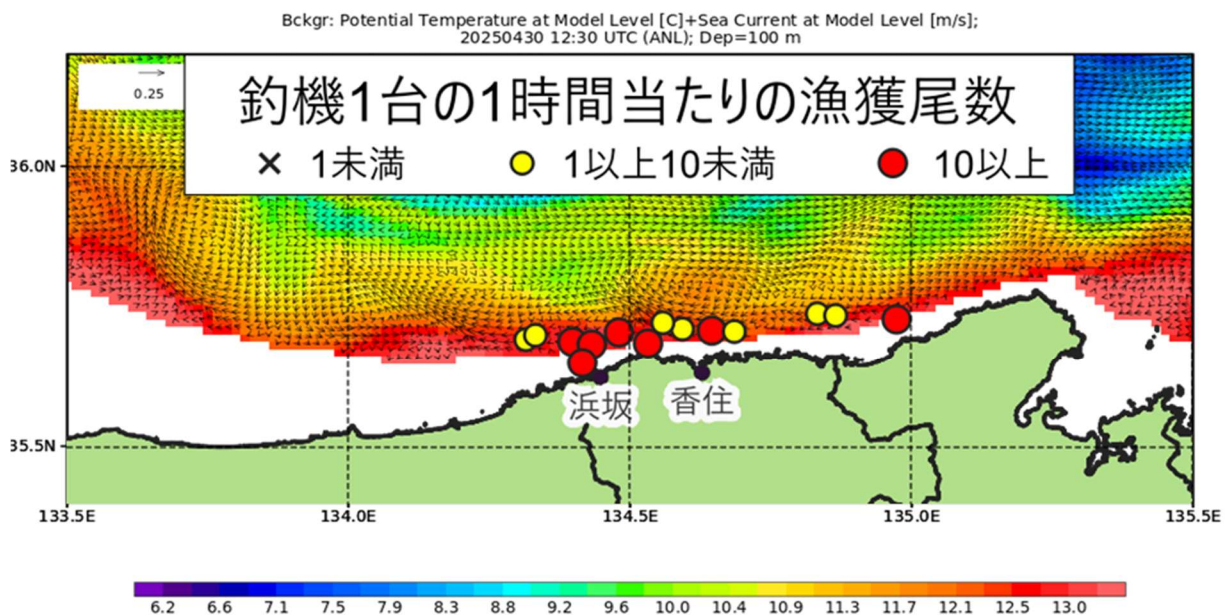 Bckgr: Potential Temperature at Model Level [C]+Sea Current at Model Level [m/s];
20250430 12:30 UTC (ANL); Dep=100 m
0.25
釣機1台の1時間当たりの漁獲尾数
× 1未満 1以上10未満 10以上
36.0N
浜坂 香住
35.5N
133.5E 134.0E 134.5E 135.0E 135.5E
6.2 6.6 7.1 7.5 7.9 8.3 8.8 9.2 9.6 10.0 10.4 10.9 11.3 11.7 12.1 12.5 13.0